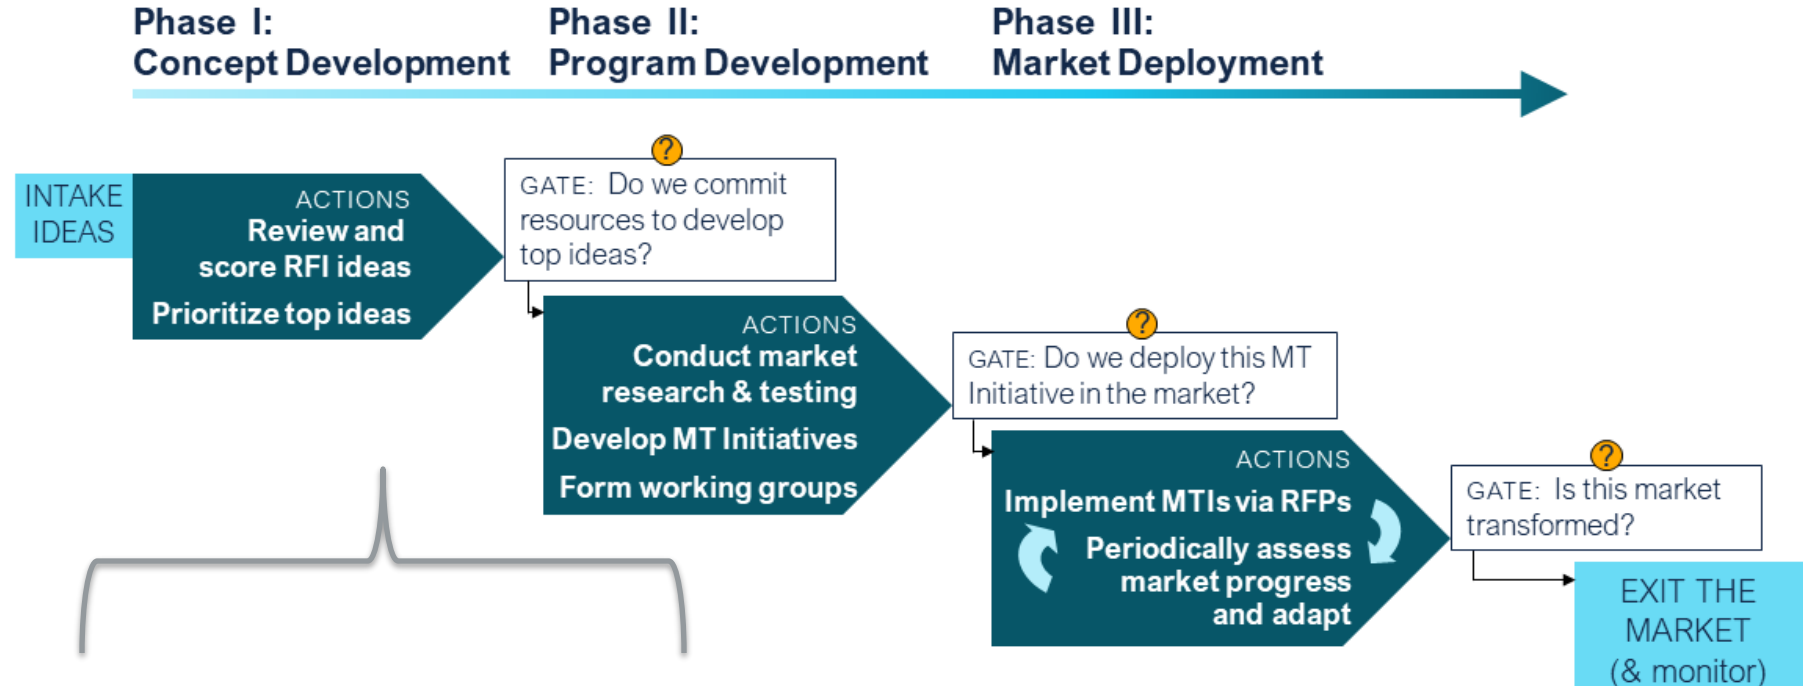 Phase I:
Concept Development
Phase II:
Program Development
Phase III:
Market Deployment
INTAKE
IDEAS
ACTIONS
Review and
score RFI ideas
Prioritize top ideas
?
GATE: Do we commit
resources to develop
top ideas?
ACTIONS
Conduct market
research & testing
Develop MT Initiatives
Form working groups
?
GATE: Do we deploy this MT
Initiative in the market?
ACTIONS
Implement MTIs via RFPs
Periodically assess
market progress
and adapt
?
GATE: Is this market
transformed?
EXIT THE
MARKET
(& monitor)